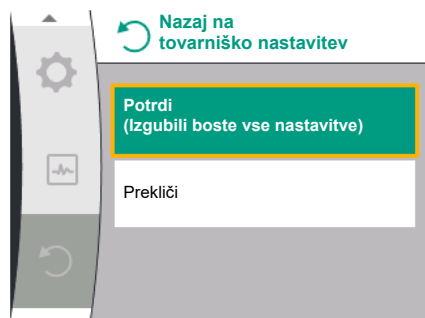 Nazaj na
tovarniško nastavitev
Potrdi
(Izgubili boste vse nastavitve)
Prekliči